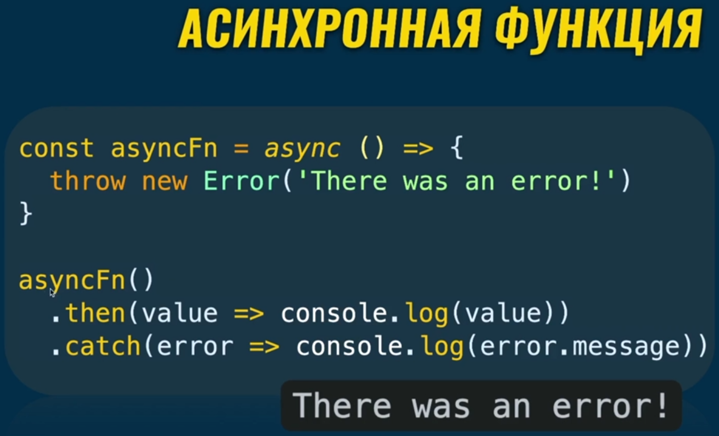 АСИНХРОННАЯ ФУНКЦИЯ
const asyncFn = async () => {
  throw new Error('There was an error!')
}
asyncFn()
  .then(value => console.log(value))
  .catch(error => console.log(error.message))
There was an error!